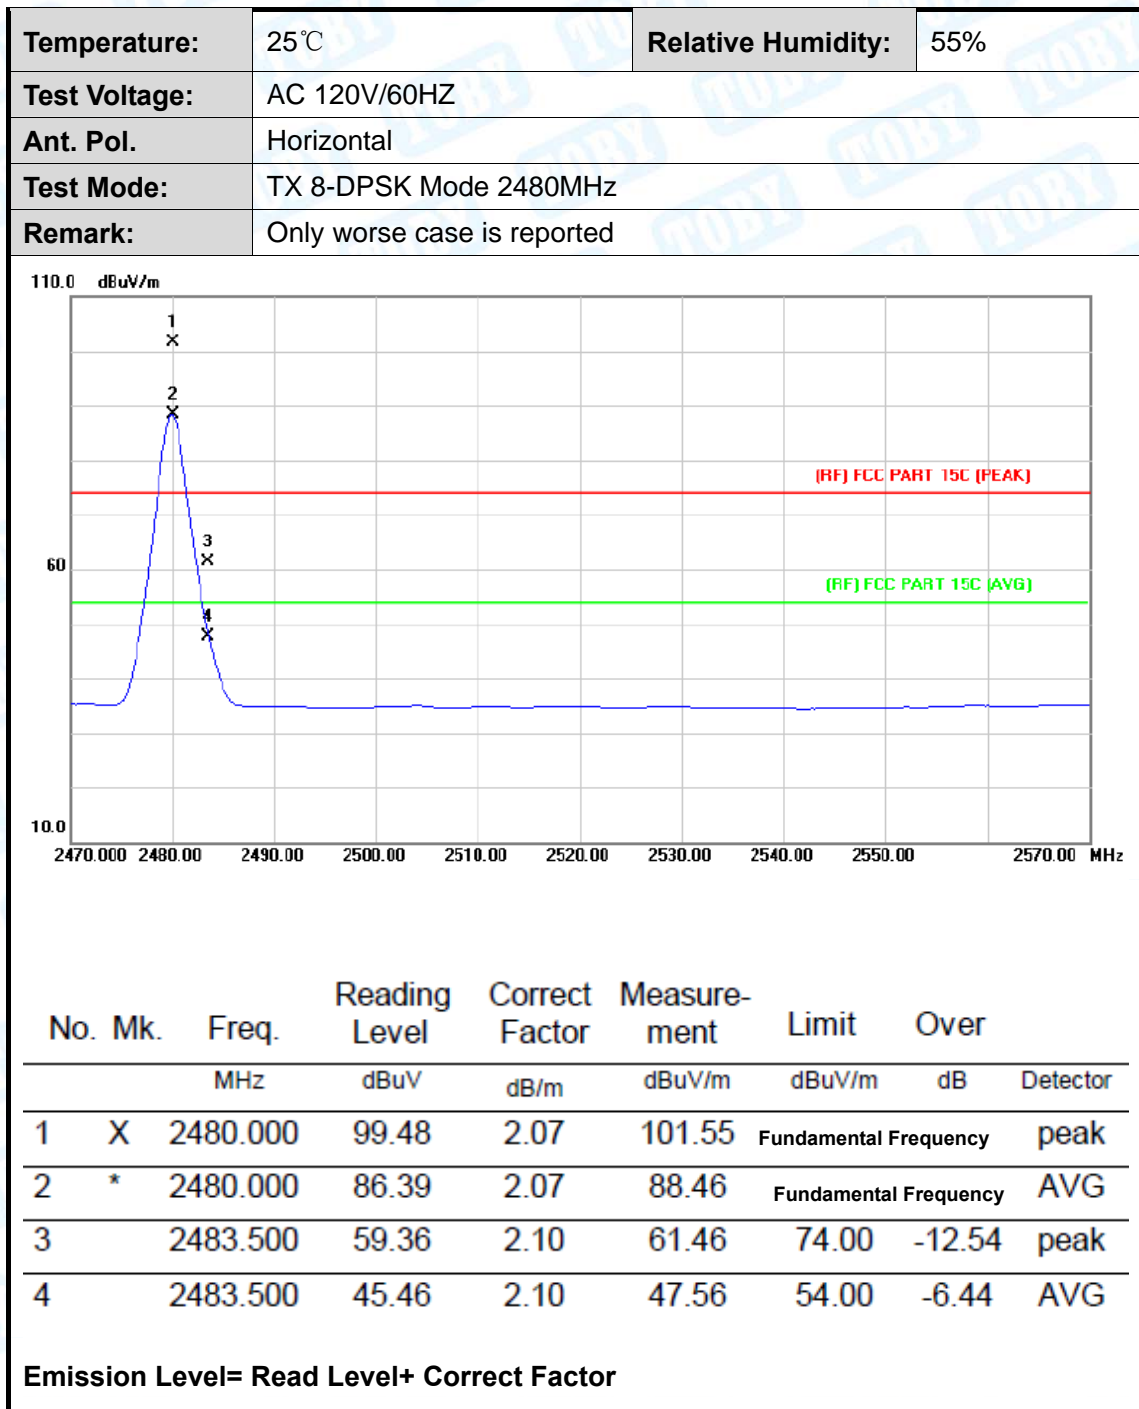 Temperature: 25℃ Relative Humidity: 55%
Test Voltage: AC 120V/60HZ
Ant. Pol. Horizontal
Test Mode: TX 8-DPSK Mode 2480MHz
Remark: Only worse case is reported
110.0 dBuV/m
1
2
(RF) FCC PART 15C (PEAK)
3
60
(RF) FCC PART 15C (AVG)
4
10.0
2470.000 2480.00 2490.00 2500.00 2510.00 2520.00 2530.00 2540.00 2550.00 2570.00 MHz
No. Mk. Freq. Reading Level Correct Factor Measure-ment Limit Over
MHz dBuV dB/m dBuV/m dBuV/m dB Detector
1 X 2480.000 99.48 2.07 101.55 Fundamental Frequency peak
2 * 2480.000 86.39 2.07 88.46 Fundamental Frequency AVG
3 2483.500 59.36 2.10 61.46 74.00 -12.54 peak
4 2483.500 45.46 2.10 47.56 54.00 -6.44 AVG
Emission Level= Read Level+ Correct Factor
TOBY